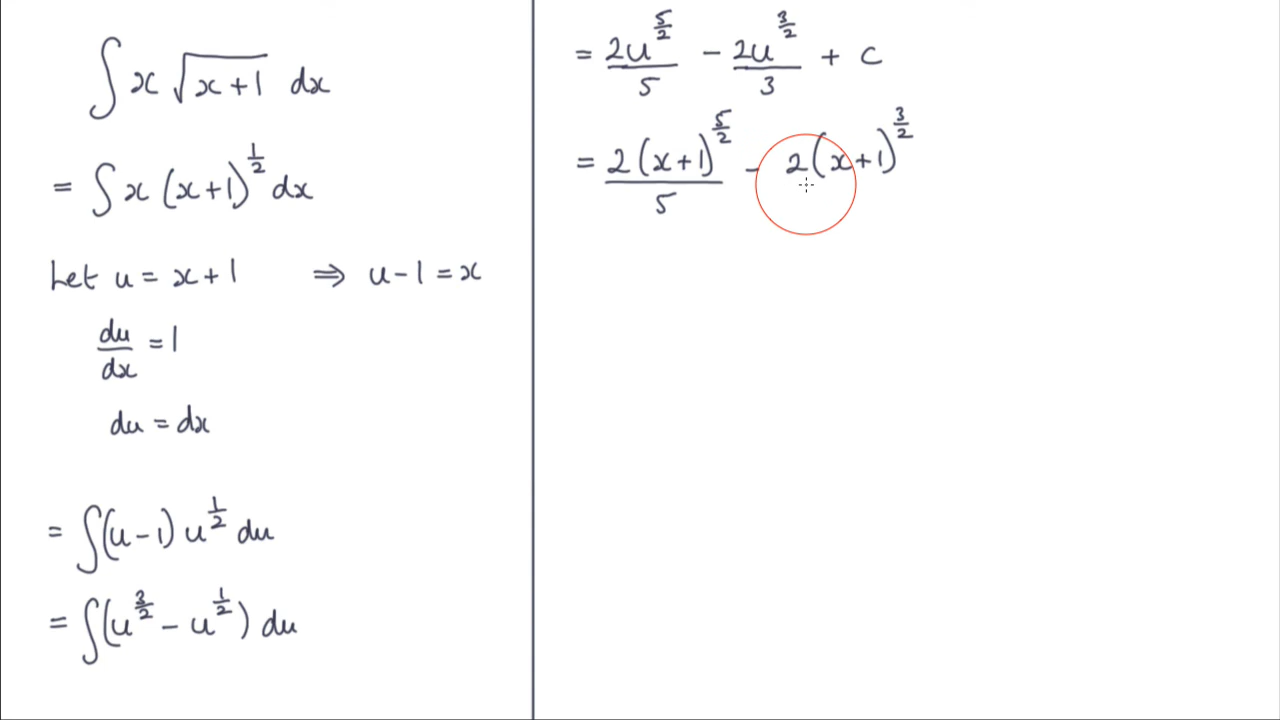 ∫ x √(x+1) dx
= ∫ x (x+1)^(1/2) dx
Let u = x+1 ⇒ u-1 = x
du/dx = 1
du = dx
= ∫(u-1) u^(1/2) du
= ∫(u^(3/2) - u^(1/2)) du
= 2u^(5/2)/5 - 2u^(3/2)/3 + c
= 2(x+1)^(5/2)/5 - 2(x+1)^(3/2)